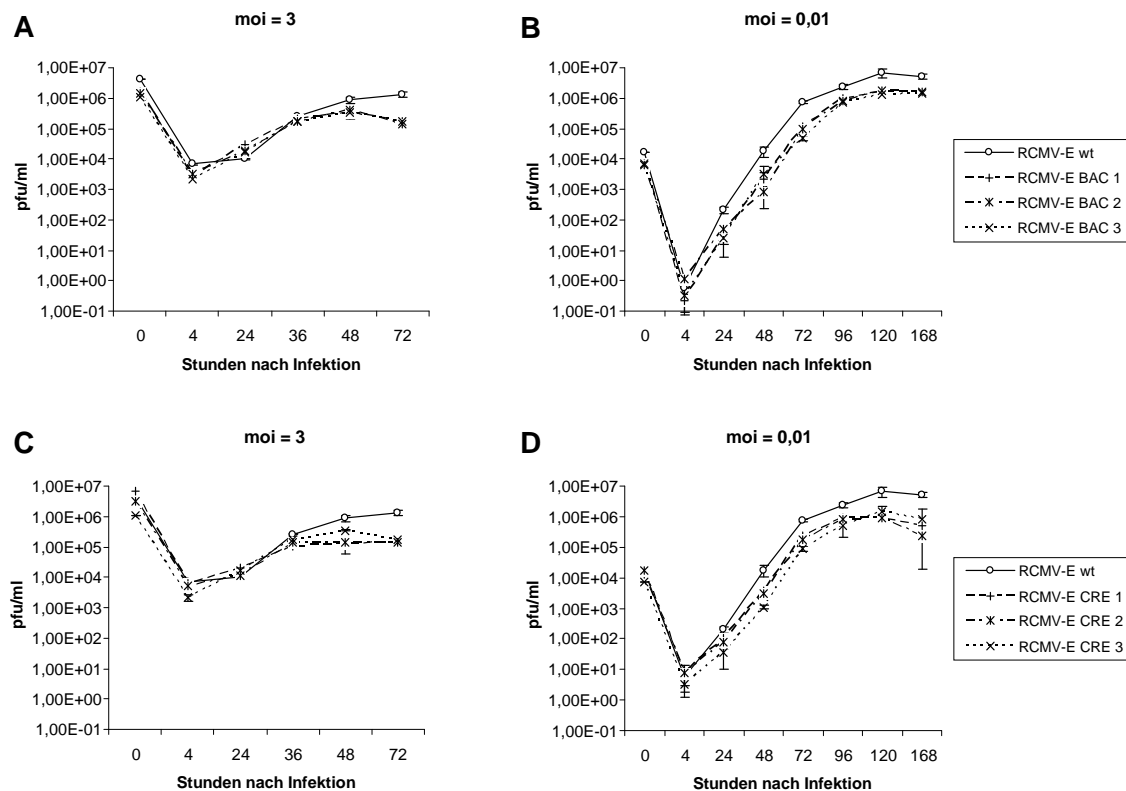 A
moi = 3
pfu/ml
1,00E+07
1,00E+06
1,00E+05
1,00E+04
1,00E+03
1,00E+02
1,00E+01
1,00E+00
1,00E-01
0 4 24 36 48 72
Stunden nach Infektion
B
moi = 0,01
pfu/ml
1,00E+07
1,00E+06
1,00E+05
1,00E+04
1,00E+03
1,00E+02
1,00E+01
1,00E+00
1,00E-01
0 4 24 48 72 96 120 168
Stunden nach Infektion
RCMV-E wt
RCMV-E BAC 1
RCMV-E BAC 2
RCMV-E BAC 3
C
moi = 3
pfu/ml
1,00E+07
1,00E+06
1,00E+05
1,00E+04
1,00E+03
1,00E+02
1,00E+01
1,00E+00
1,00E-01
0 4 24 36 48 72
Stunden nach Infektion
D
moi = 0,01
pfu/ml
1,00E+07
1,00E+06
1,00E+05
1,00E+04
1,00E+03
1,00E+02
1,00E+01
1,00E+00
1,00E-01
0 4 24 48 72 96 120 168
Stunden nach Infektion
RCMV-E wt
RCMV-E CRE 1
RCMV-E CRE 2
RCMV-E CRE 3